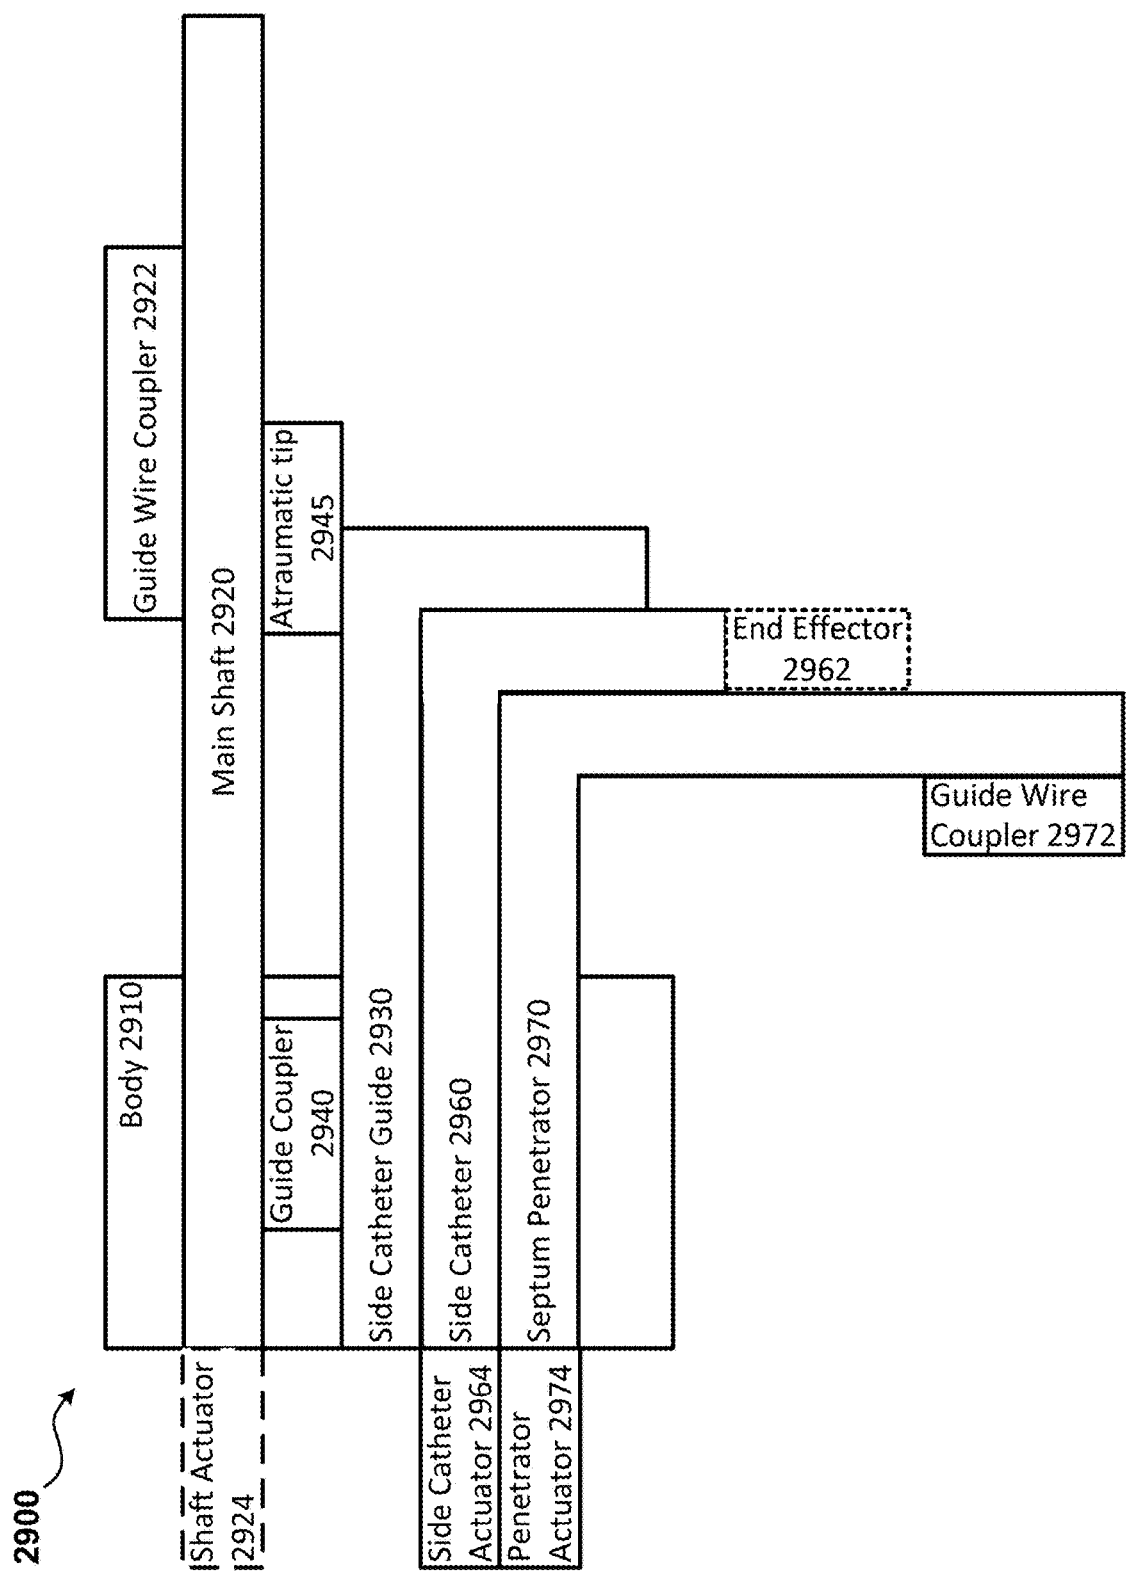 2900
Shaft Actuator
2924
Body 2910
Guide Wire Coupler 2922
Main Shaft 2920
Guide Coupler
2940
Atraumatic tip
2945
Side Catheter Guide 2930
Side Catheter
Actuator 2964
Side Catheter 2960
Penetrator
Actuator 2974
Septum Penetrator 2970
End Effector
2962
Guide Wire
Coupler 2972